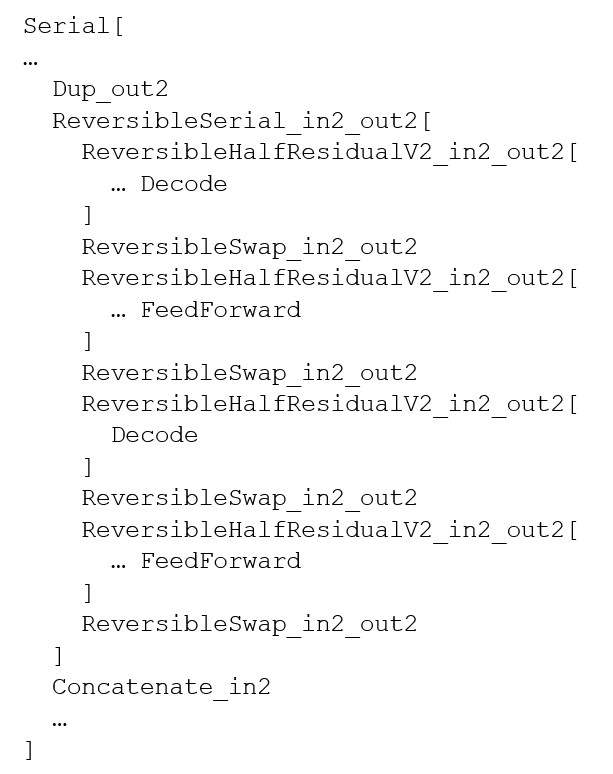 Serial[
…
Dup_out2
ReversibleSerial_in2_out2[
ReversibleHalfResidualV2_in2_out2[
… Decode
]
ReversibleSwap_in2_out2
ReversibleHalfResidualV2_in2_out2[
… FeedForward
]
ReversibleSwap_in2_out2
ReversibleHalfResidualV2_in2_out2[
Decode
]
ReversibleSwap_in2_out2
ReversibleHalfResidualV2_in2_out2[
… FeedForward
]
ReversibleSwap_in2_out2
]
Concatenate_in2
…
]